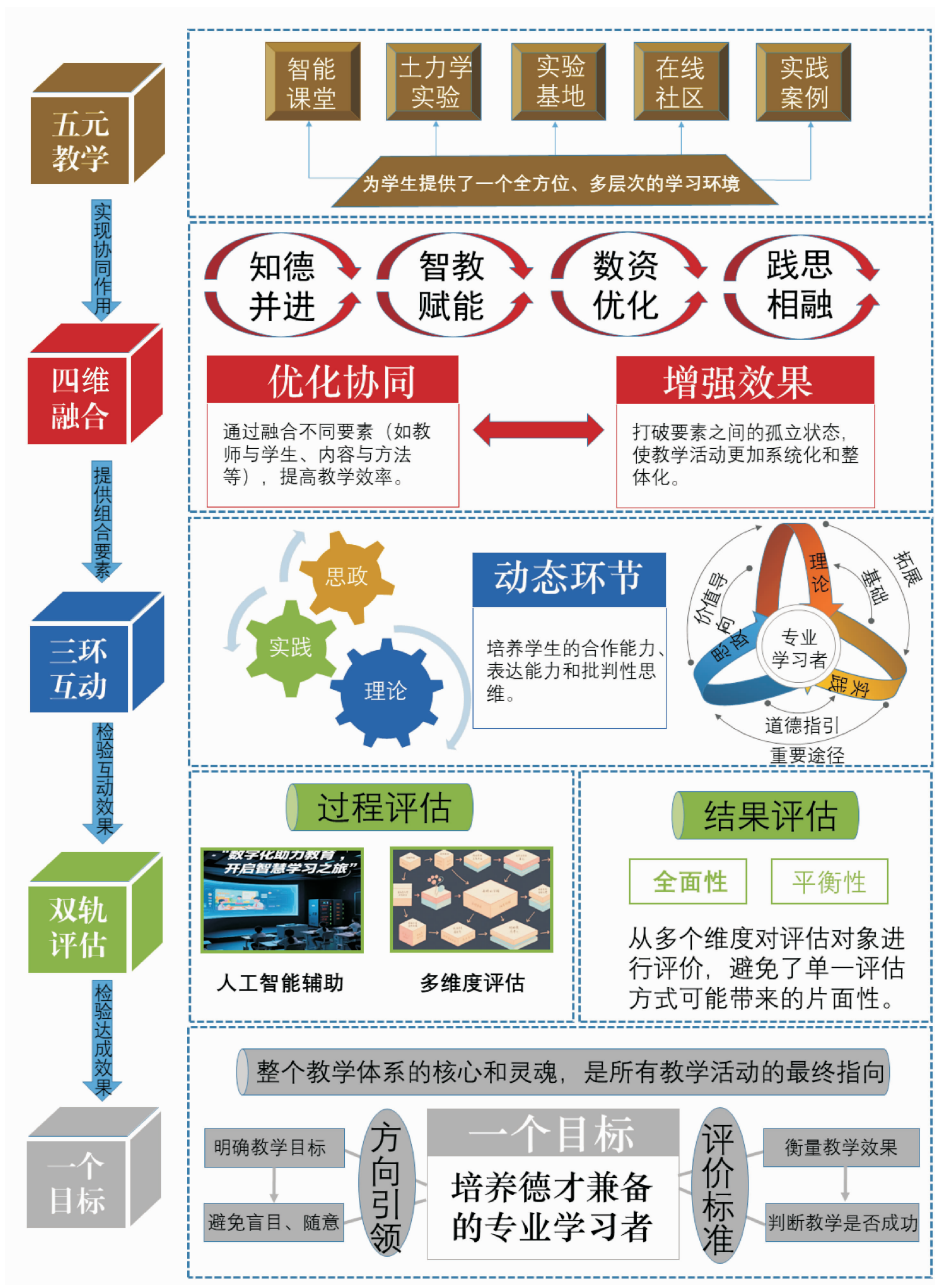 五元
教学
智能
课堂
土力学
实验
实验
基地
在线
社区
实践
案例
为学生提供了一个全方位、多层次的学习环境
实现协同作用
四维
融合
知德
并进
智教
赋能
数资
优化
践思
相融
优化协同
通过融合不同要素（如教
师与学生、内容与方法
等），提高教学效率。
增强效果
打破要素之间的孤立状态，
使教学活动更加系统化和整
体化。
提供组合要素
三环
互动
思政
实践
理论
动态环节
培养学生的合作能力、
表达能力和批判性思
维。
理论
思政
实践
专业
学习者
价值导向
基础
拓展
道德指引
重要途径
检验互动效果
双轨
评估
过程评估
“数字化助力教育，
开启智慧学习之旅”
人工智能辅助
多维度评估
结果评估
全面性
平衡性
从多个维度对评估对象进
行评价，避免了单一评估
方式可能带来的片面性。
检验达成效果
一个
目标
整个教学体系的核心和灵魂，是所有教学活动的最终指向
明确教学目标
避免盲目、随意
方向引领
一个目标
培养德才兼备
的专业学习者
评价标准
衡量教学效果
判断教学是否成功